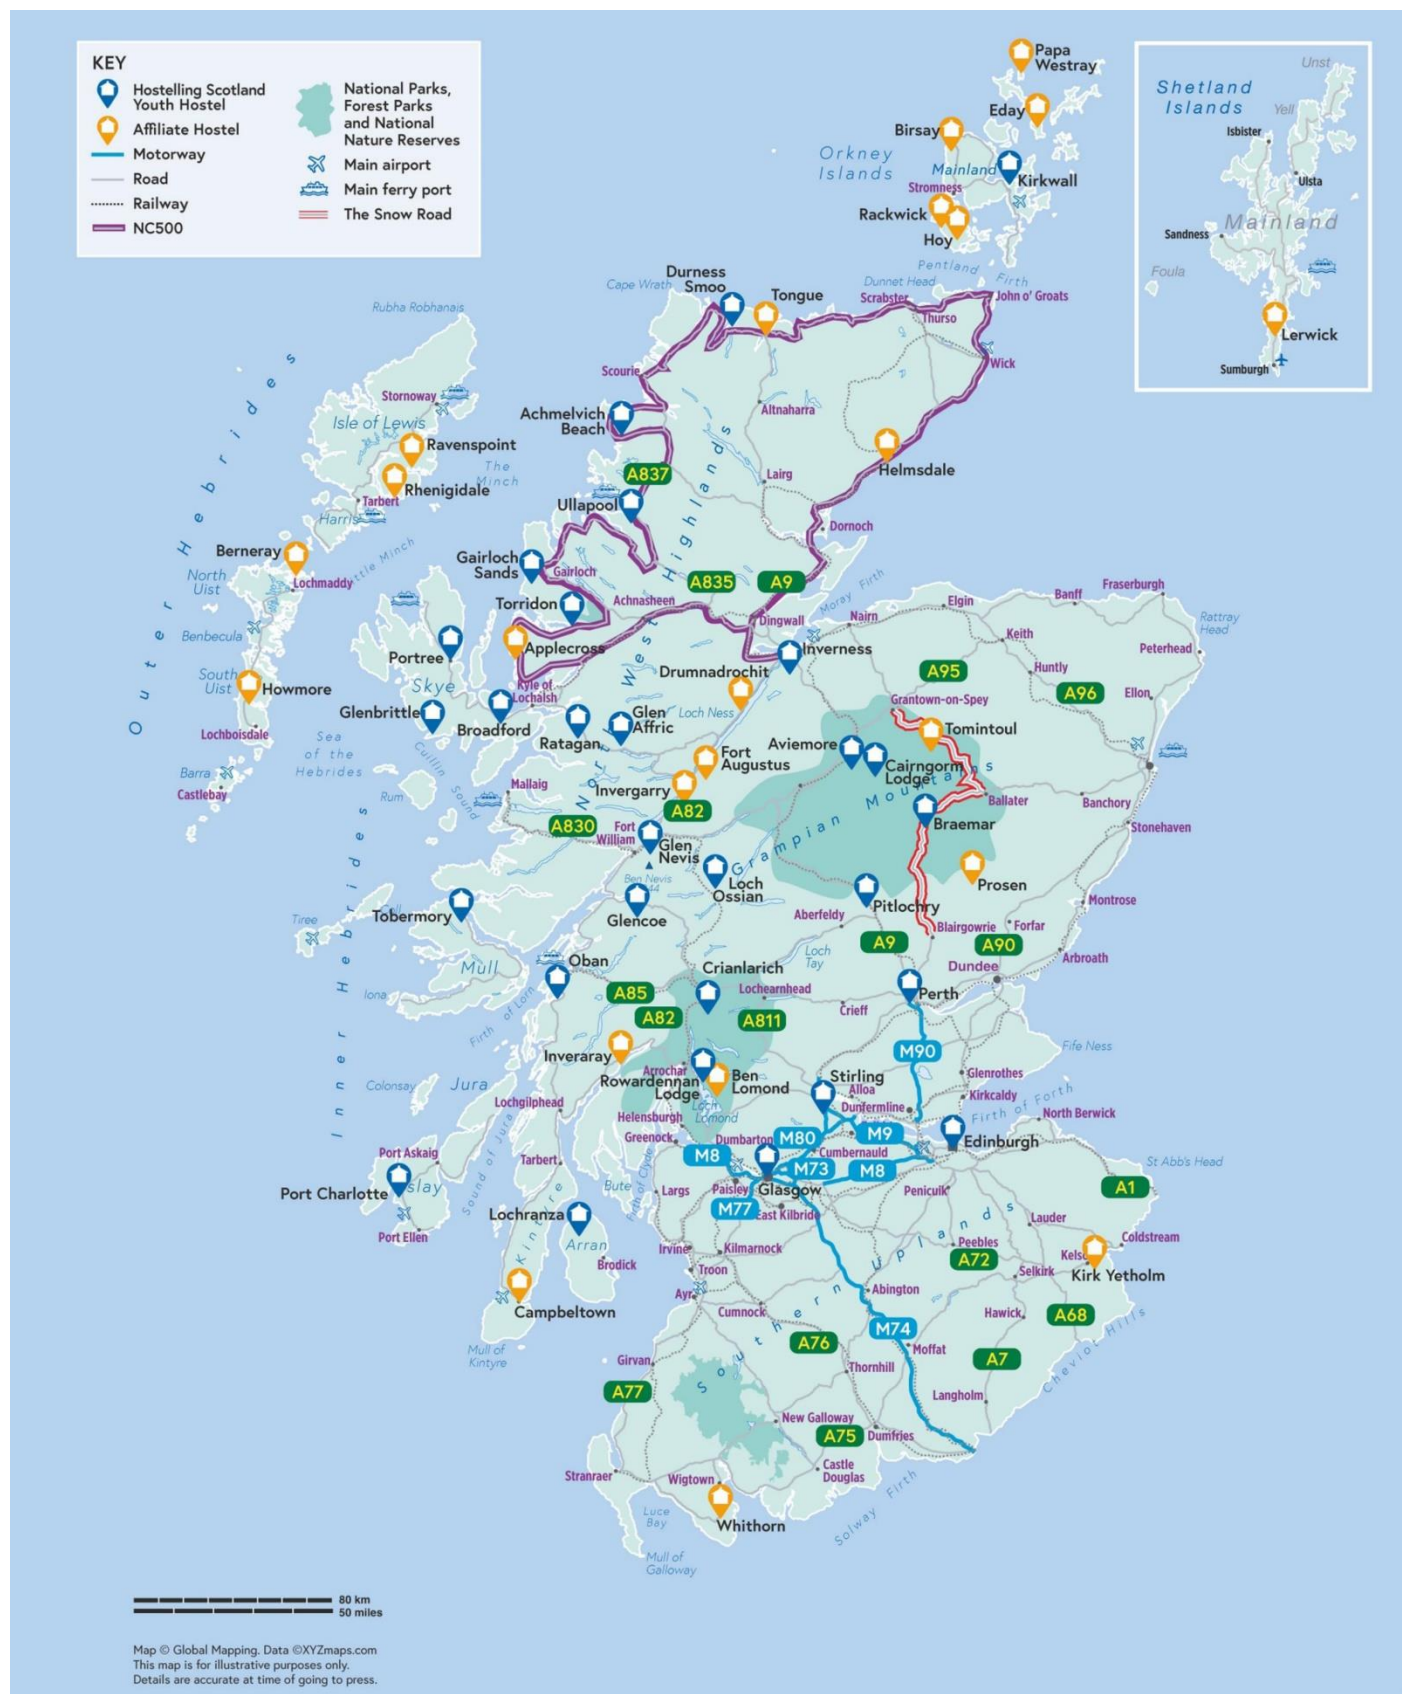 KEY
Hostelling Scotland
Youth Hostel
Affiliate Hostel
Motorway
Road
Railway
NC500
National Parks,
Forest Parks
and National
Nature Reserves
Main airport
Main ferry port
The Snow Road
Shetland
Islands
Unst
Yell
Isbister
Ulsta
Mainland
Sandness
Foula
Lerwick
Sumburgh
Papa
Westray
Eday
Birsay
Orkney
Islands
Mainland
Kirkwall
Stromness
Rackwick
Hoy
Pentland Firth
Dunnet Head
Cape Wrath
Durness
Smoo
Tongue
Scrabster
John o' Groats
Thurso
Wick
Rubha Robhanais
Scourie
Stornoway
Isle of Lewis
Achmelvich
Beach
Altnaharra
Ravenspoint
The
Minch
Helmsdale
A837
Lairg
Rhenigidale
Tarbert
Harris
Ullapool
Dornoch
Outer Hebrides
North West Highlands
Berneray
Little Minch
North
Uist
Lochmaddy
Gairloch
Sands
Gairloch
A835
A9
Moray Firth
Torridon
Achnasheen
Dingwall
Nairn
Elgin
Banff
Fraserburgh
Rattray
Head
Benbecula
Applecross
Inverness
Keith
Peterhead
Portree
Skye
Drumnadrochit
A95
Huntly
A96
Ellon
South
Uist
Howmore
Kyle of
Lochalsh
Grantown-on-Spey
Glenbrittle
Broadford
Ratagan
Glen
Affric
Loch Ness
Tomintoul
Lochboisdale
Sea
of the
Hebrides
Cuillin
Sound
Aviemore
Cairngorm
Lodge
Fort
Augustus
Barra
Castlebay
Rum
Mallaig
Invergarry
A82
Grampian Mountains
Ballater
Banchory
A830
Fort
William
Glen
Nevis
Braemar
Stonehaven
Ben Nevis
Loch
Ossian
Prosen
Tobermory
Coll
Tiree
Glencoe
Pitlochry
Montrose
Aberfeldy
Blairgowrie
Forfar
A9
A90
Inner Hebrides
Mull
Oban
Loch
Tay
Arbroath
Crianlarich
Dundee
Iona
A85
Lochearnhead
Perth
Firth of Lorn
A82
A811
Crieff
Inveraray
M90
Fife Ness
Arrochar
Rowardennan
Lodge
Ben
Lomond
Stirling
Alloa
Glenrothes
Colonsay
Jura
Lochgilphead
Loch
Lomond
Dunfermline
Kirkcaldy
Firth of Forth
Helensburgh
North Berwick
Greenock
Dumbarton
M80
M9
Edinburgh
Sound of Jura
Port Askaig
Tarbert
M8
Cumbernauld
M73
M8
St Abb's Head
Port Charlotte
Islay
Bute
Firth of Clyde
Largs
Paisley
Glasgow
Penicuik
A1
M77
East Kilbride
Lochranza
Kintyre
Port Ellen
Arran
Lauder
Irvine
Kilmarnock
Peebles
Coldstream
Brodick
Troon
A72
Kelso
Selkirk
Kirk Yetholm
Ayr
Abington
Campbeltown
Cumnock
Hawick
A68
M74
Southern Uplands
Mull of
Kintyre
A76
Moffat
A7
Cheviot Hills
Girvan
Thornhill
A77
Langholm
New Galloway
A75
Dumfries
Stranraer
Wigtown
Castle
Douglas
Luce
Bay
Whithorn
Solway Firth
Mull of
Galloway
80 km
50 miles
Map © Global Mapping. Data ©XYZmaps.com
This map is for illustrative purposes only.
Details are accurate at time of going to press.